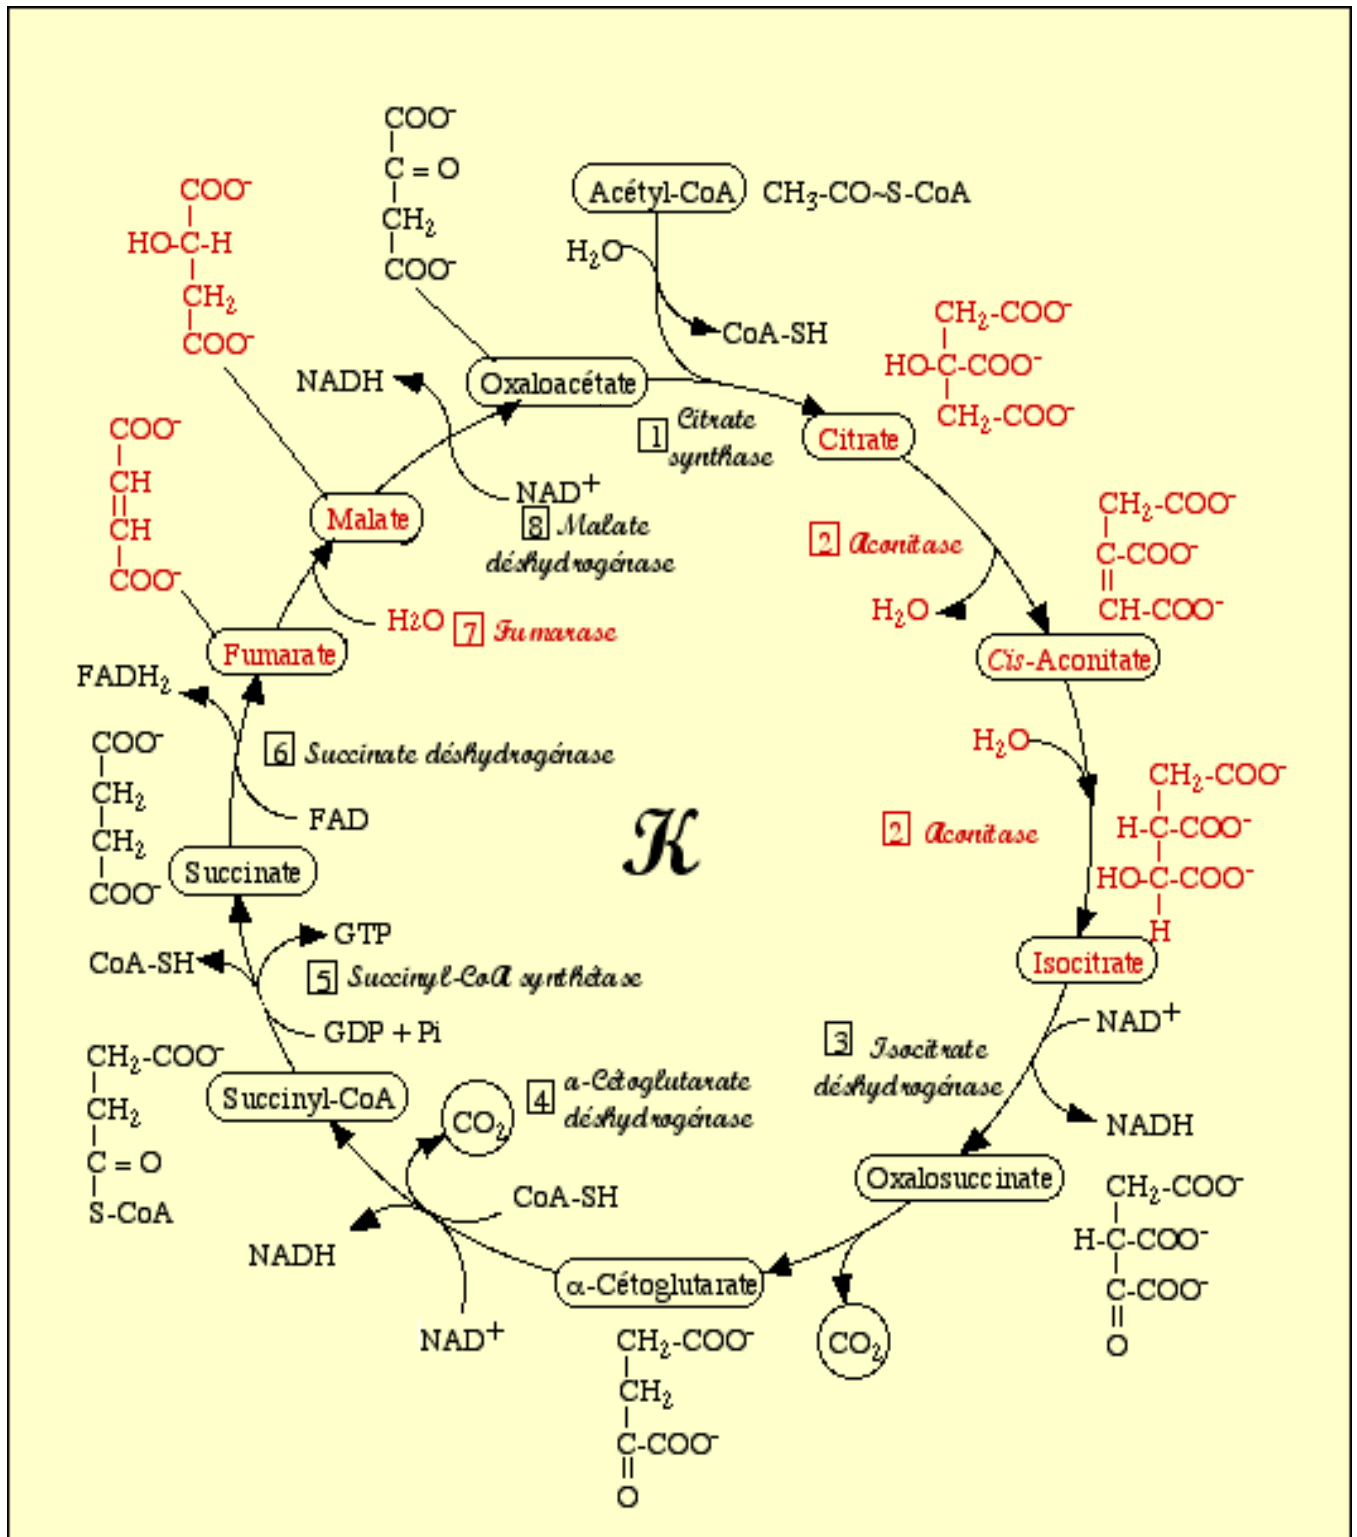 COO⁻
C = O
CH₂
COO⁻
Acétyl-CoA CH₃-CO~S-CoA
H₂O
CoA-SH
COO⁻
HO-C-H
CH₂
COO⁻
NADH
Oxaloacétate
1 Citrate
synthase
CH₂-COO⁻
HO-C-COO⁻
CH₂-COO⁻
Citrate
COO⁻
CH
CH
COO⁻
Malate
NAD⁺
8 Malate
déshydrogénase
2 Aconitase
H₂O
CH₂-COO⁻
C-COO⁻
CH-COO⁻
H₂O 7 Fumarase
Fumarate
Cis-Aconitate
FADH₂
6 Succinate déshydrogénase
FAD
COO⁻
CH₂
CH₂
COO⁻
Succinate
K
H₂O
2 Aconitase
CH₂-COO⁻
H-C-COO⁻
HO-C-COO⁻
H
Isocitrate
GTP
CoA-SH
5 Succinyl-CoA synthétase
GDP + Pi
NAD⁺
3 Isocitrate
déshydrogénase
NADH
CH₂-COO⁻
CH₂
C = O
S-CoA
Succinyl-CoA
CO₂
4 a-Cétoglutarate
déshydrogénase
Oxalosuccinate
CH₂-COO⁻
H-C-COO⁻
C-COO⁻
O
CoA-SH
NADH
NAD⁺
α-Cétoglutarate
CO₂
CH₂-COO⁻
CH₂
C-COO⁻
O